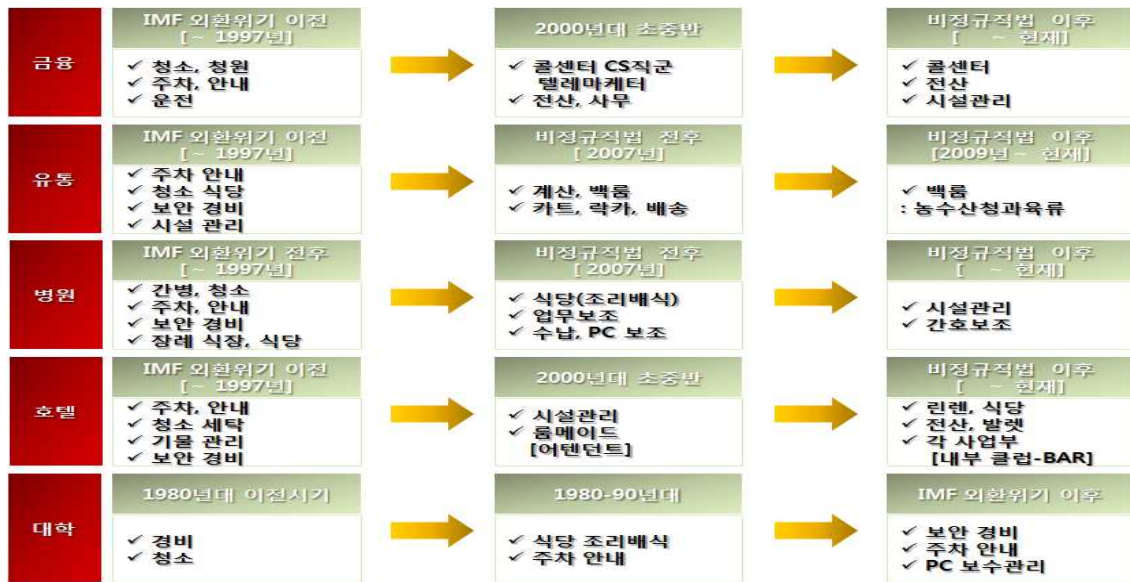 금융
IMF 외환위기 이전
[ ~ 1997년]
✓ 청소, 청원
✓ 주차, 안내
✓ 운전
2000년대 초중반
✓ 콜센터 CS직군
텔레마케터
✓ 전산, 사무
비정규직법 이후
[ ~ 현재]
✓ 콜센터
✓ 전산
✓ 시설관리
유통
IMF 외환위기 이전
[ ~ 1997년]
✓ 주차 안내
✓ 청소 식당
✓ 보안 경비
✓ 시설 관리
비정규직법 전후
[ 2007년]
✓ 계산, 백룸
✓ 카트, 락카, 배송
비정규직법 이후
[2009년 ~ 현재]
✓ 백룸
: 농수산청과육류
병원
IMF 외환위기 전후
[ ~ 1997년]
✓ 간병, 청소
✓ 주차, 안내
✓ 보안 경비
✓ 장례 식장, 식당
비정규직법 전후
[ 2007년]
✓ 식당(조리배식)
✓ 업무보조
✓ 수납, PC 보조
비정규직법 이후
[ ~ 현재]
✓ 시설관리
✓ 간호보조
호텔
IMF 외환위기 이전
[ ~ 1997년]
✓ 주차, 안내
✓ 청소 세탁
✓ 기물 관리
✓ 보안 경비
2000년대 초중반
✓ 시설관리
✓ 룸메이드
[어텐던트]
비정규직법 이후
[ ~ 현재]
✓ 린렌, 식당
✓ 전산, 발렛
✓ 각 사업부
[내부 클럽-BAR]
대학
1980년대 이전시기
✓ 경비
✓ 청소
1980-90년대
✓ 식당 조리배식
✓ 주차 안내
IMF 외환위기 이후
✓ 보안 경비
✓ 주차 안내
✓ PC 보수관리